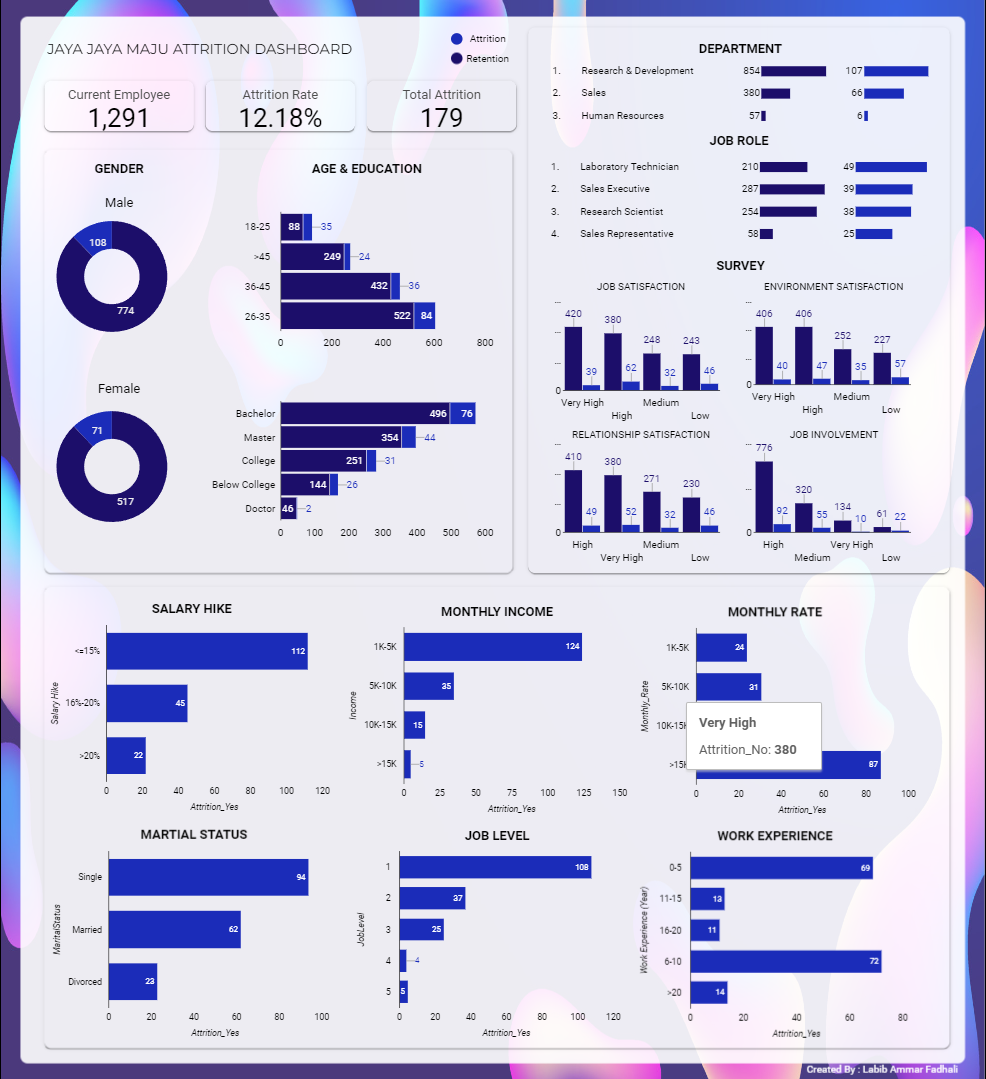 JAYA JAYA MAJU ATTRITION DASHBOARD
Attrition
Retention
Current Employee
1,291
Attrition Rate
12.18%
Total Attrition
179
GENDER
Male
108
774
Female
71
517
AGE & EDUCATION
18-25 88 35
>45 249 24
36-45 432 36
26-35 522 84
0 200 400 600 800
Bachelor 496 76
Master 354 44
College 251 31
Below College 144 26
Doctor 46 2
0 100 200 300 400 500 600
DEPARTMENT
1. Research & Development 854 107
2. Sales 380 66
3. Human Resources 57 6
JOB ROLE
1. Laboratory Technician 210 49
2. Sales Executive 287 39
3. Research Scientist 254 38
4. Sales Representative 58 25
SURVEY
JOB SATISFACTION
...
...
0
420 39 380 62 248 32 243 46
Very High High Medium Low
ENVIRONMENT SATISFACTION
...
...
0
406 40 406 47 252 35 227 57
Very High High Medium Low
RELATIONSHIP SATISFACTION
...
...
0
410 49 380 52 271 32 230 46
High Very High Medium Low
JOB INVOLVEMENT
...
...
0
776 92 320 55 134 10 61 22
High Medium Very High Low
SALARY HIKE
Salary Hike
<=15% 112
16%-20% 45
>20% 22
0 20 40 60 80 100 120
Attrition_Yes
MONTHLY INCOME
Income
1K-5K 124
5K-10K 35
10K-15K 15
>15K 5
0 25 50 75 100 125 150
Attrition_Yes
MONTHLY RATE
Monthly_Rate
1K-5K 24
5K-10K 31
10K-15K
>15K 87
0 20 40 60 80 100
Attrition_Yes
Very High
Attrition_No: 380
MARTIAL STATUS
MaritalStatus
Single 94
Married 62
Divorced 23
0 20 40 60 80 100
Attrition_Yes
JOB LEVEL
JobLevel
1 108
2 37
3 25
4 4
5 5
0 20 40 60 80 100 120
Attrition_Yes
WORK EXPERIENCE
Work Experience (Year)
0-5 69
11-15 13
16-20 11
6-10 72
>20 14
0 20 40 60 80
Attrition_Yes
Created By : Labib Ammar Fadhali